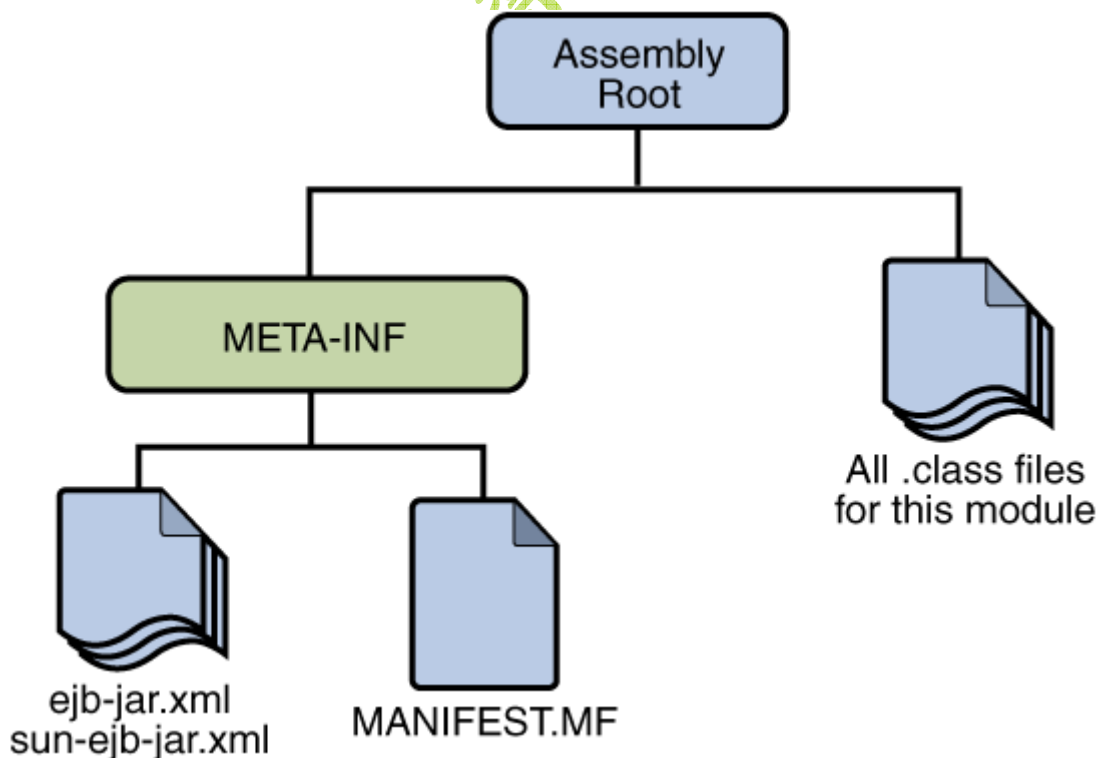 Assembly
Root
META-INF
All .class files
for this module
ejb-jar.xml
sun-ejb-jar.xml
MANIFEST.MF